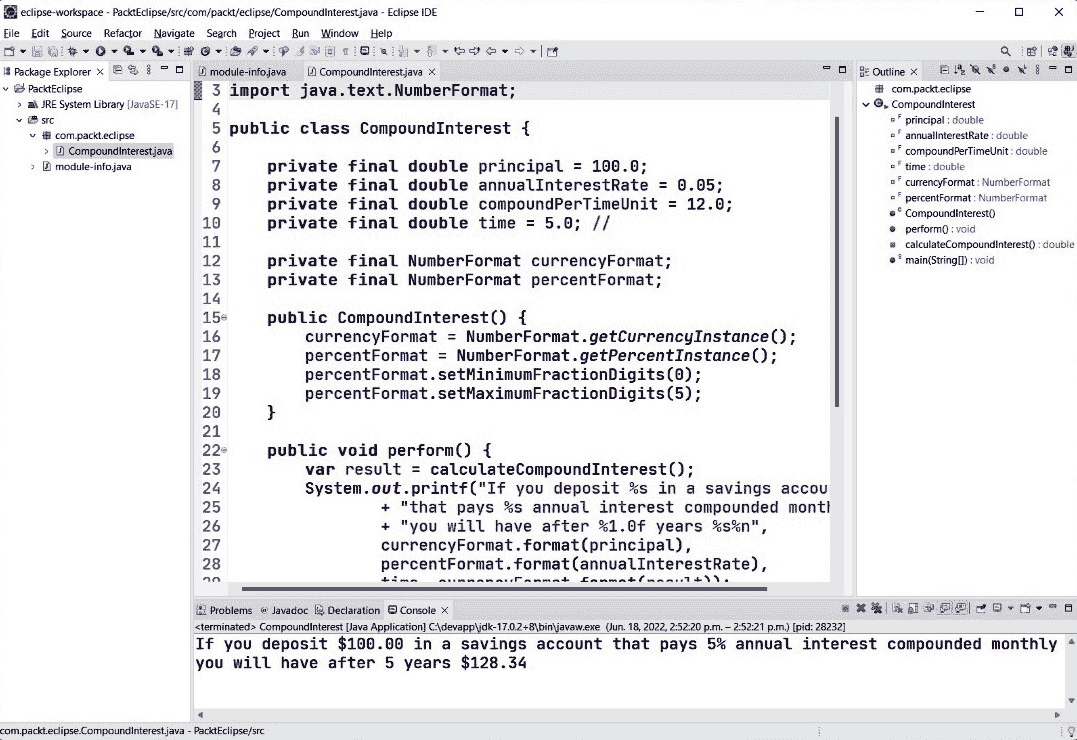 eclipse-workspace - PacktEclipse/src/com/packt/eclipse/CompoundInterest.java - Eclipse IDE
File Edit Source Refactor Navigate Search Project Run Window Help
Package Explorer
PacktEclipse
JRE System Library [JavaSE-17]
src
com.packt.eclipse
CompoundInterest.java
module-info.java
module-info.java CompoundInterest.java
3 import java.text.NumberFormat;
4
5 public class CompoundInterest {
6
7 private final double principal = 100.0;
8 private final double annualInterestRate = 0.05;
9 private final double compoundPerTimeUnit = 12.0;
10 private final double time = 5.0; //
11
12 private final NumberFormat currencyFormat;
13 private final NumberFormat percentFormat;
14
15 public CompoundInterest() {
16 currencyFormat = NumberFormat.getCurrencyInstance();
17 percentFormat = NumberFormat.getPercentInstance();
18 percentFormat.setMinimumFractionDigits(0);
19 percentFormat.setMaximumFractionDigits(5);
20 }
21
22 public void perform() {
23 var result = calculateCompoundInterest();
24 System.out.printf("If you deposit %s in a savings accou
25 + "that pays %s annual interest compounded month
26 + "you will have after %1.0f years %s%n",
27 currencyFormat.format(principal),
28 percentFormat.format(annualInterestRate),
29 time, currencyFormat.format(result));
Outline
com.packt.eclipse
CompoundInterest
principal : double
annualInterestRate : double
compoundPerTimeUnit : double
time : double
currencyFormat : NumberFormat
percentFormat : NumberFormat
CompoundInterest()
perform() : void
calculateCompoundInterest() : double
main(String[]) : void
Problems Javadoc Declaration Console
<terminated> CompoundInterest [Java Application] C:\devapp\jdk-17.0.2+8\bin\javaw.exe (Jun. 18, 2022, 2:52:20 p.m. – 2:52:21 p.m.) [pid: 28232]
If you deposit $100.00 in a savings account that pays 5% annual interest compounded monthly
you will have after 5 years $128.34
com.packt.eclipse.CompoundInterest.java - PacktEclipse/src